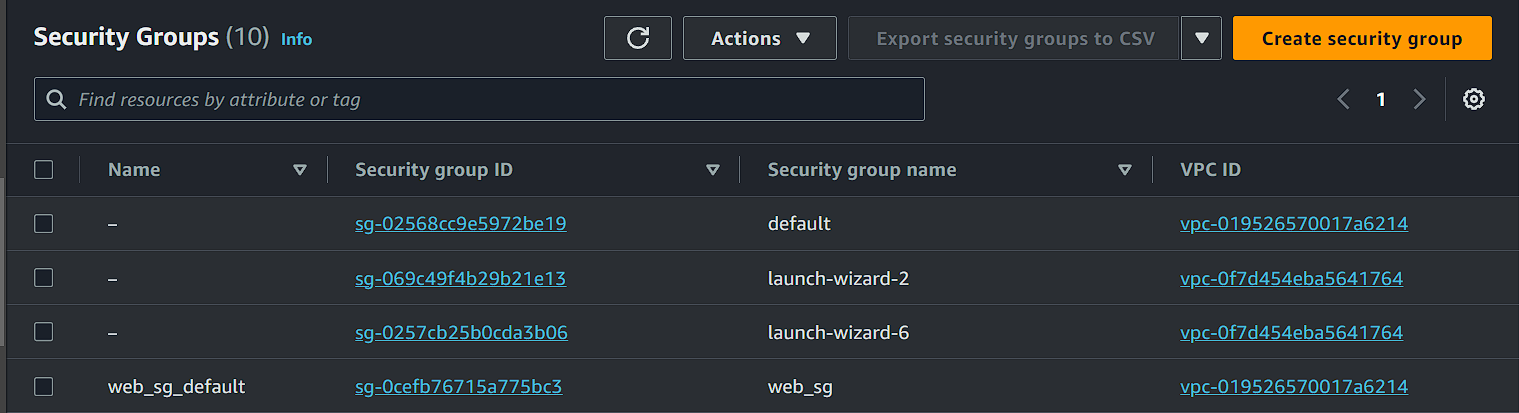 Security Groups (10) Info Actions Export security groups to CSV Create security group
Find resources by attribute or tag 1
Name Security group ID Security group name VPC ID
– sg-02568cc9e5972be19 default vpc-019526570017a6214
– sg-069c49f4b29b21e13 launch-wizard-2 vpc-0f7d454eba5641764
– sg-0257cb25b0cda3b06 launch-wizard-6 vpc-0f7d454eba5641764
web_sg_default sg-0cefb76715a775bc3 web_sg vpc-019526570017a6214